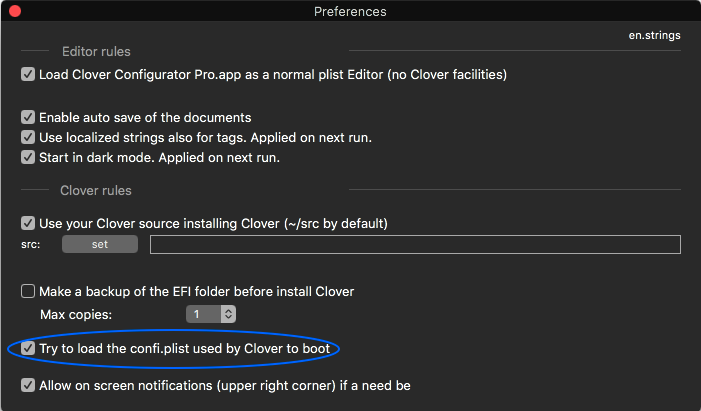 Preferences
en.strings
Editor rules
Load Clover Configurator Pro.app as a normal plist Editor (no Clover facilities)
Enable auto save of the documents
Use localized strings also for tags. Applied on next run.
Start in dark mode. Applied on next run.
Clover rules
Use your Clover source installing Clover (~/src by default)
src: set
Make a backup of the EFI folder before install Clover
Max copies: 1
Try to load the confi.plist used by Clover to boot
Allow on screen notifications (upper right corner) if a need be